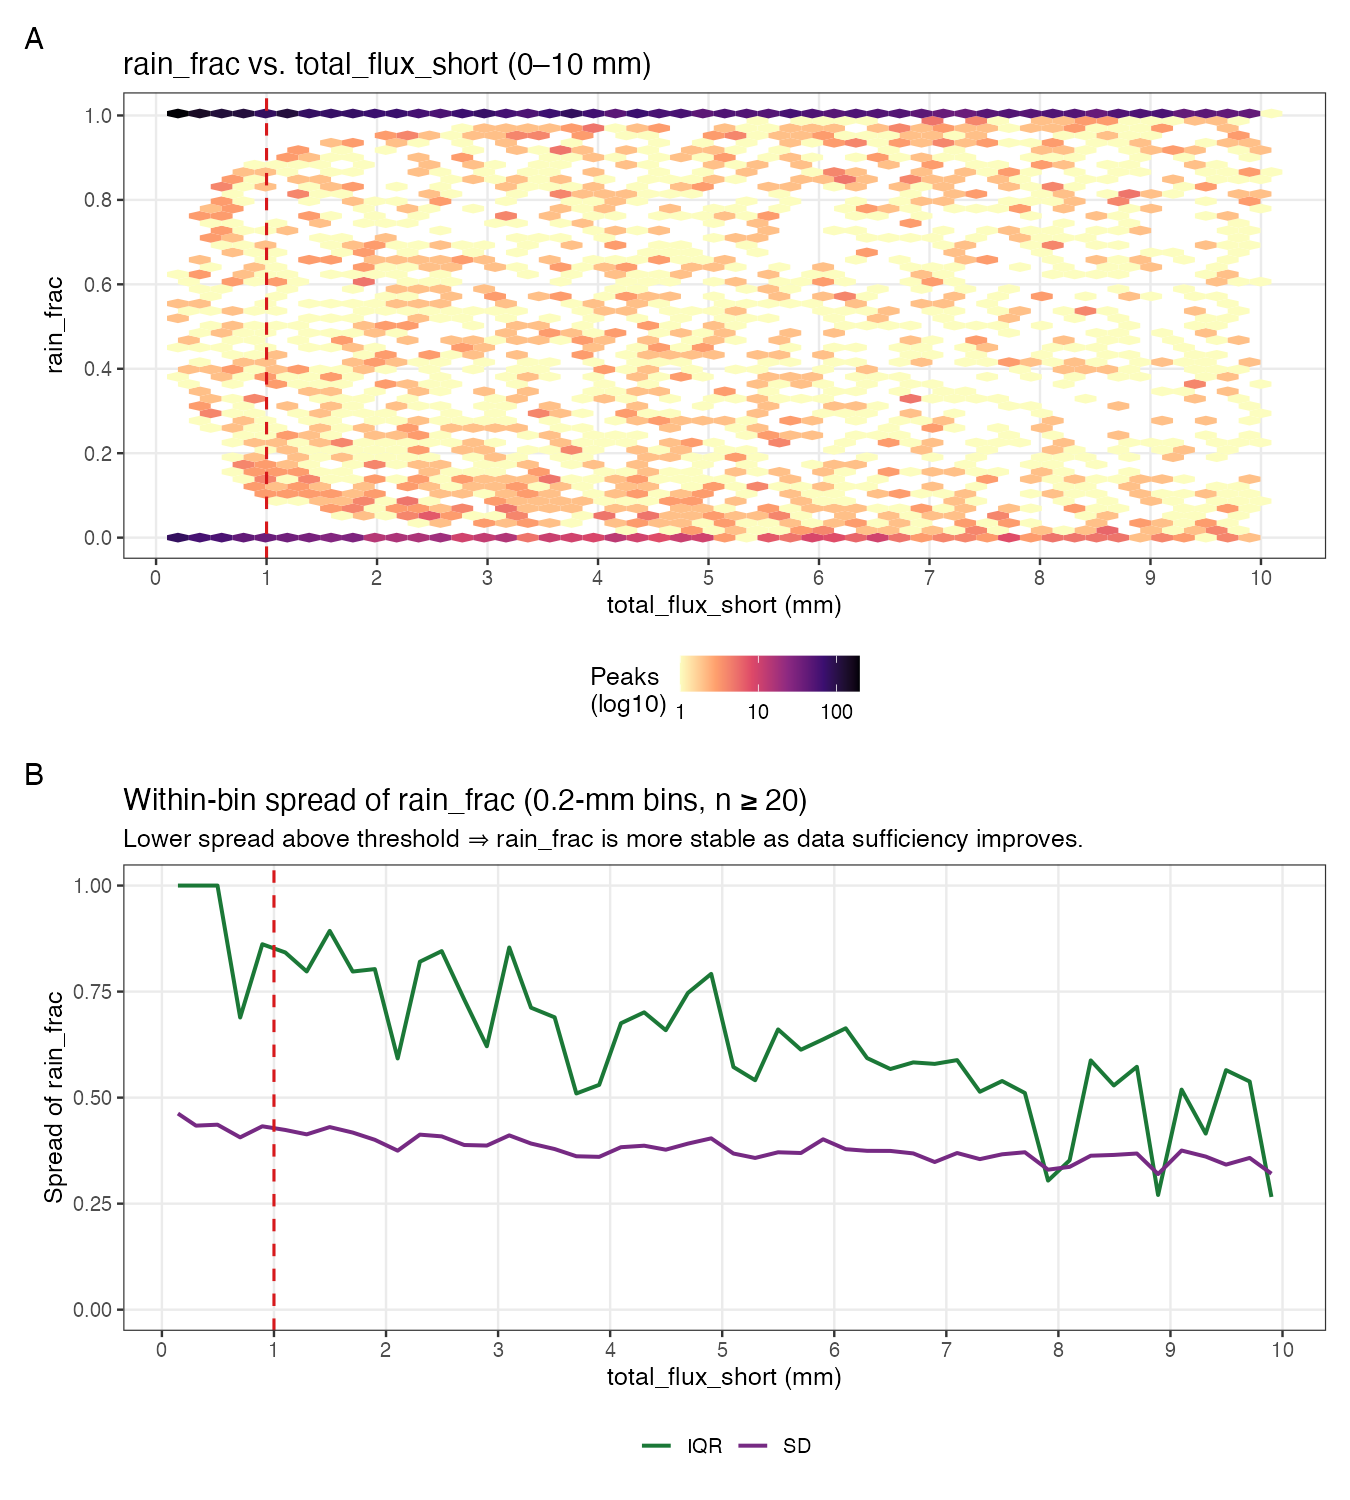 A
rain_frac vs. total_flux_short (0–10 mm)
1.0
0.8
0.6
0.4
0.2
0.0
rain_frac
0 1 2 3 4 5 6 7 8 9 10
total_flux_short (mm)
Peaks
(log10)
1 10 100
B
Within-bin spread of rain_frac (0.2-mm bins, n ≥ 20)
Lower spread above threshold ⇒ rain_frac is more stable as data sufficiency improves.
1.00
0.75
0.50
0.25
0.00
Spread of rain_frac
0 1 2 3 4 5 6 7 8 9 10
total_flux_short (mm)
IQR SD